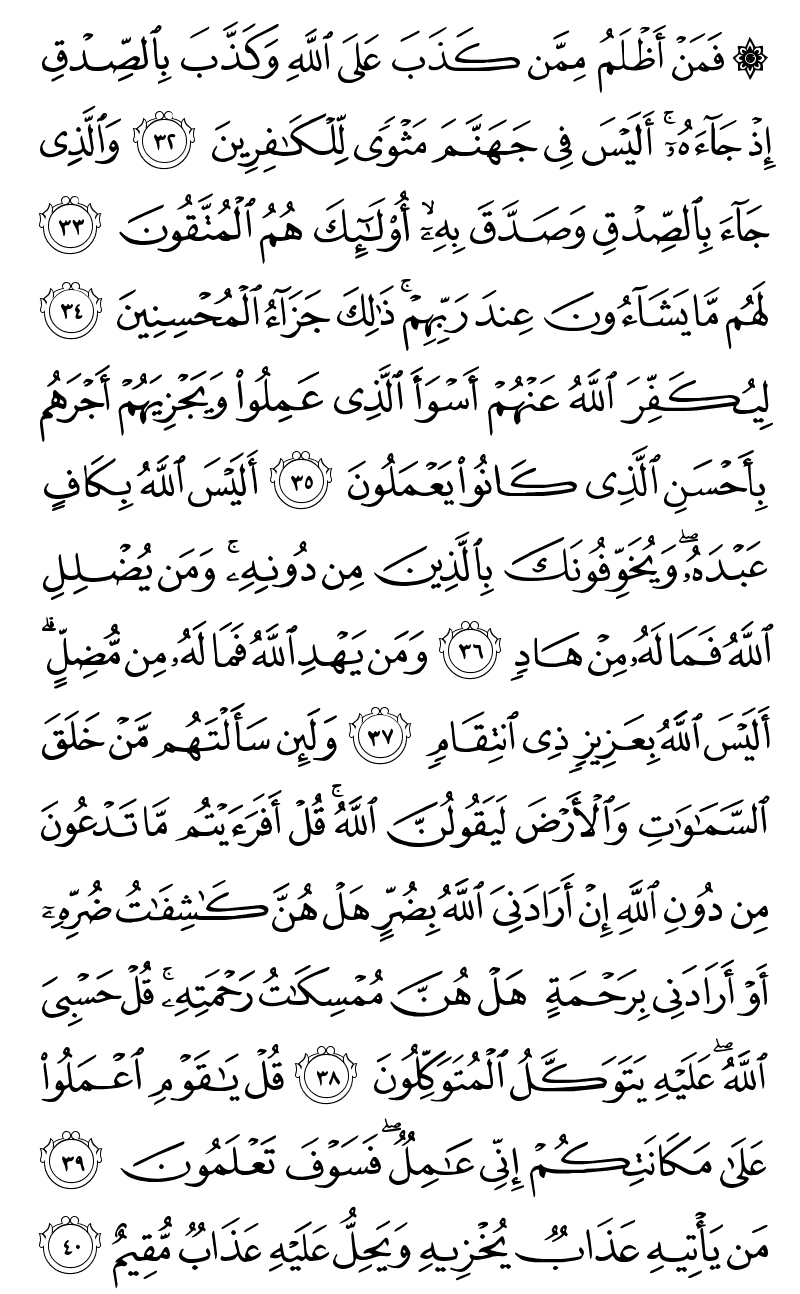 ۞ فَمَنۡ أَظۡلَمُ مِمَّن كَذَبَ عَلَى ٱللَّهِ وَكَذَّبَ بِٱلصِّدۡقِ
إِذۡ جَآءَهُۥٓۚ أَلَيۡسَ فِي جَهَنَّمَ مَثۡوٗى لِّلۡكَٰفِرِينَ ٣٢ وَٱلَّذِي
جَآءَ بِٱلصِّدۡقِ وَصَدَّقَ بِهِۦٓۙ أُوْلَٰٓئِكَ هُمُ ٱلۡمُتَّقُونَ ٣٣
لَهُم مَّا يَشَآءُونَ عِندَ رَبِّهِمۡۚ ذَٰلِكَ جَزَآءُ ٱلۡمُحۡسِنِينَ ٣٤
لِيُكَفِّرَ ٱللَّهُ عَنۡهُمۡ أَسۡوَأَ ٱلَّذِي عَمِلُواْ وَيَجۡزِيَهُمۡ أَجۡرَهُم
بِأَحۡسَنِ ٱلَّذِي كَانُواْ يَعۡمَلُونَ ٣٥ أَلَيۡسَ ٱللَّهُ بِكَافٍ
عَبۡدَهُۥۖ وَيُخَوِّفُونَكَ بِٱلَّذِينَ مِن دُونِهِۦۚ وَمَن يُضۡلِلِ
ٱللَّهُ فَمَا لَهُۥ مِنۡ هَادٖ ٣٦ وَمَن يَهۡدِ ٱللَّهُ فَمَا لَهُۥ مِن مُّضِلٍّۗ
أَلَيۡسَ ٱللَّهُ بِعَزِيزٖ ذِي ٱنتِقَامٖ ٣٧ وَلَئِن سَأَلۡتَهُم مَّنۡ خَلَقَ
ٱلسَّمَٰوَٰتِ وَٱلۡأَرۡضَ لَيَقُولُنَّ ٱللَّهُۚ قُلۡ أَفَرَءَيۡتُم مَّا تَدۡعُونَ
مِن دُونِ ٱللَّهِ إِنۡ أَرَادَنِيَ ٱللَّهُ بِضُرٍّ هَلۡ هُنَّ كَٰشِفَٰتُ ضُرِّهِۦٓ
أَوۡ أَرَادَنِي بِرَحۡمَةٍ هَلۡ هُنَّ مُمۡسِكَٰتُ رَحۡمَتِهِۦۚ قُلۡ حَسۡبِيَ
ٱللَّهُۖ عَلَيۡهِ يَتَوَكَّلُ ٱلۡمُتَوَكِّلُونَ ٣٨ قُلۡ يَٰقَوۡمِ ٱعۡمَلُواْ
عَلَىٰ مَكَانَتِكُمۡ إِنِّي عَٰمِلٞۖ فَسَوۡفَ تَعۡلَمُونَ ٣٩
مَن يَأۡتِيهِ عَذَابٞ يُخۡزِيهِ وَيَحِلُّ عَلَيۡهِ عَذَابٞ مُّقِيمٌ ٤٠